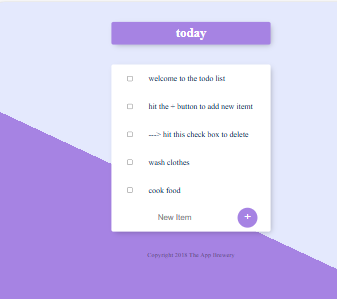 today
welcome to the todo list
hit the + button to add new itemt
---> hit this check box to delete
wash clothes
cook food
New Item
+
Copyright 2018 The App Brewery